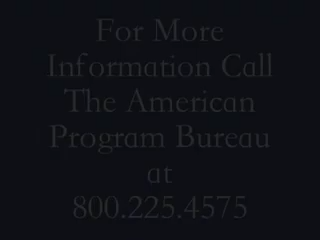 For More
Information Call
The American
Program Bureau
at
800.225.4575